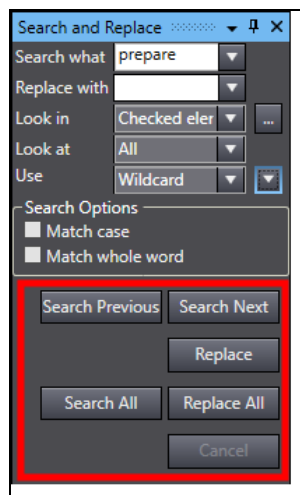 Search and Replace
Search what prepare
Replace with
Look in Checked eler ...
Look at All
Use Wildcard
Search Options
Match case
Match whole word
Search Previous Search Next
Replace
Search All Replace All
Cancel